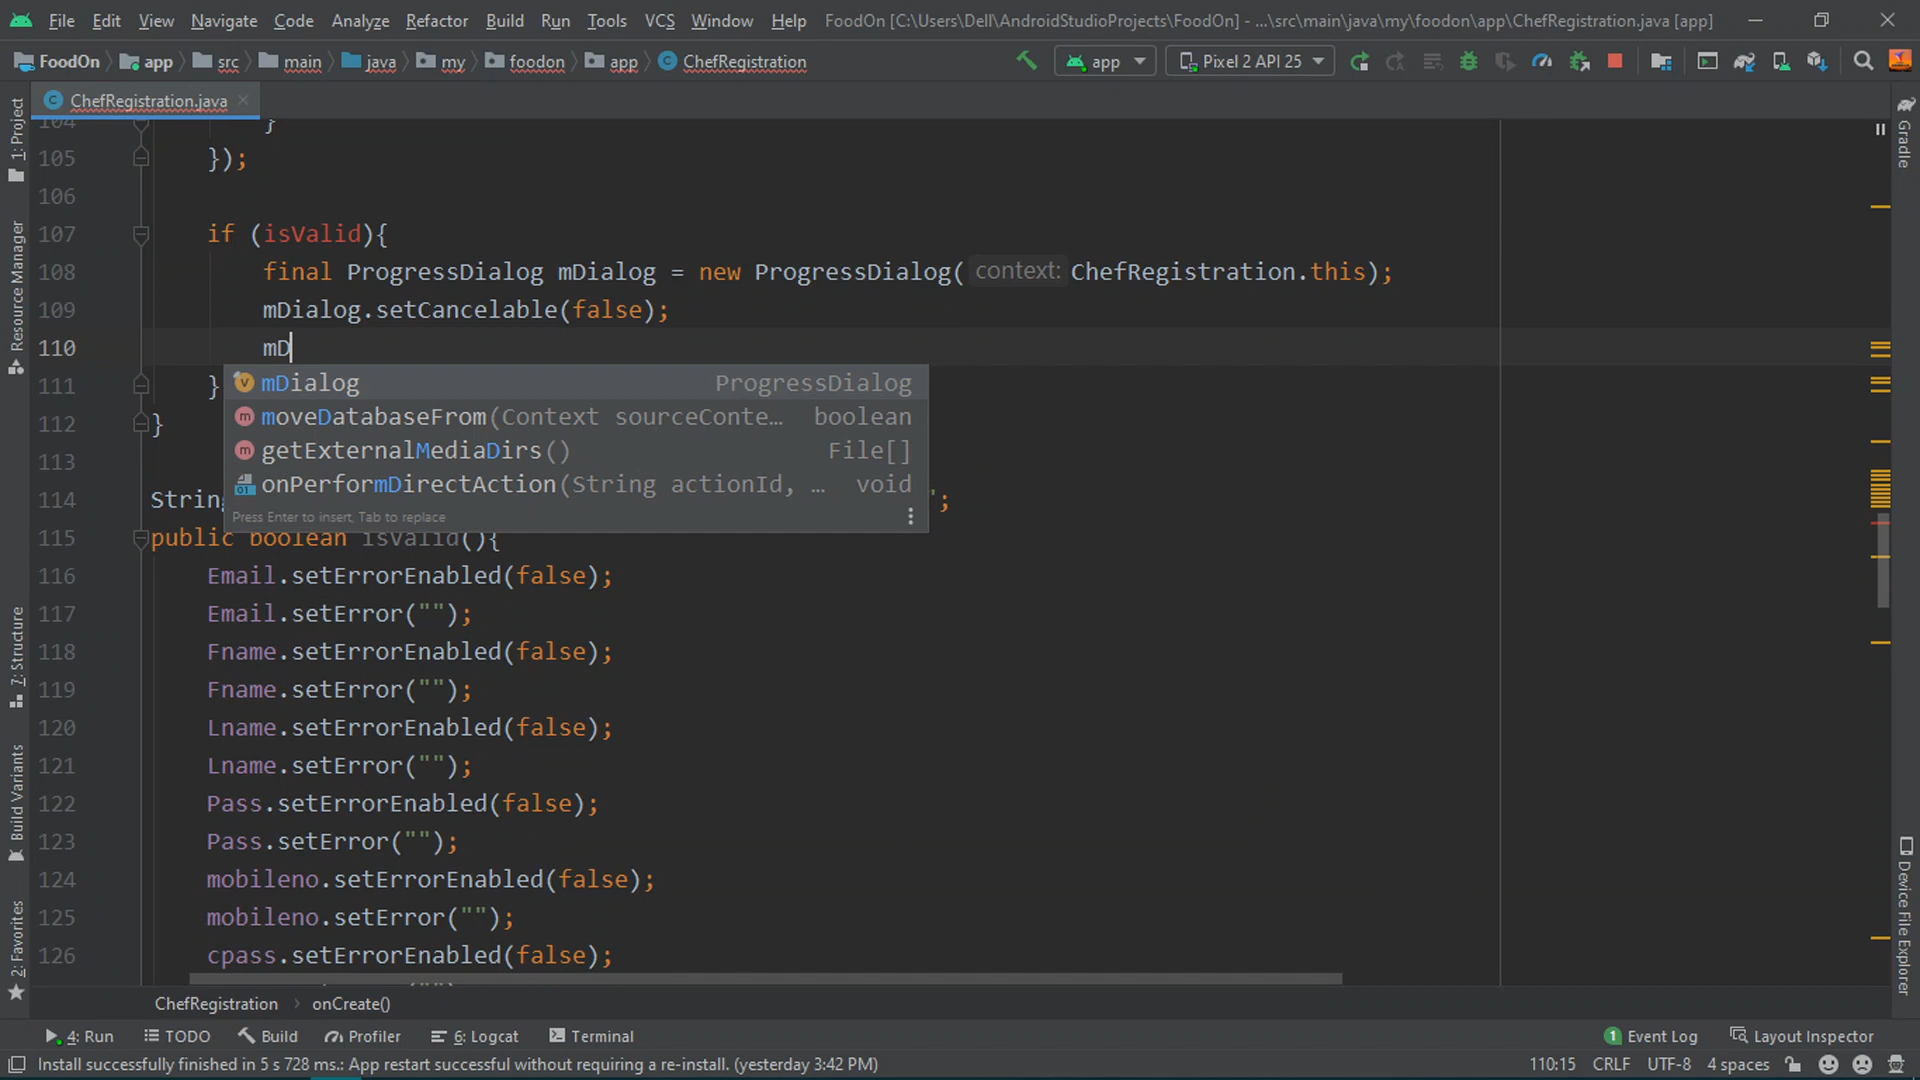 File Edit View Navigate Code Analyze Refactor Build Run Tools VCS Window Help FoodOn [C:\Users\Dell\AndroidStudioProjects\FoodOn] - ...\src\main\java\my\foodon\app\ChefRegistration.java [app]
FoodOn app src main java my foodon app ChefRegistration app Pixel 2 API 25
ChefRegistration.java
104 }
105 });
106
107 if (isValid){
108 final ProgressDialog mDialog = new ProgressDialog( context: ChefRegistration.this);
109 mDialog.setCancelable(false);
110 mD
mDialog ProgressDialog
111 }
moveDatabaseFrom(Context sourceConte... boolean
112 }
getExternalMediaDirs() File[]
113
onPerformDirectAction(String actionId, ... void
114 String ";
Press Enter to insert, Tab to replace
115 public boolean isValid(){
116 Email.setErrorEnabled(false);
117 Email.setError("");
118 Fname.setErrorEnabled(false);
119 Fname.setError("");
120 Lname.setErrorEnabled(false);
121 Lname.setError("");
122 Pass.setErrorEnabled(false);
123 Pass.setError("");
124 mobileno.setErrorEnabled(false);
125 mobileno.setError("");
126 cpass.setErrorEnabled(false);
1: Project
Resource Manager
7: Structure
Build Variants
2: Favorites
Gradle
Device File Explorer
ChefRegistration onCreate()
4: Run TODO Build Profiler 6: Logcat Terminal 1 Event Log Layout Inspector
Install successfully finished in 5 s 728 ms.: App restart successful without requiring a re-install. (yesterday 3:42 PM) 110:15 CRLF UTF-8 4 spaces